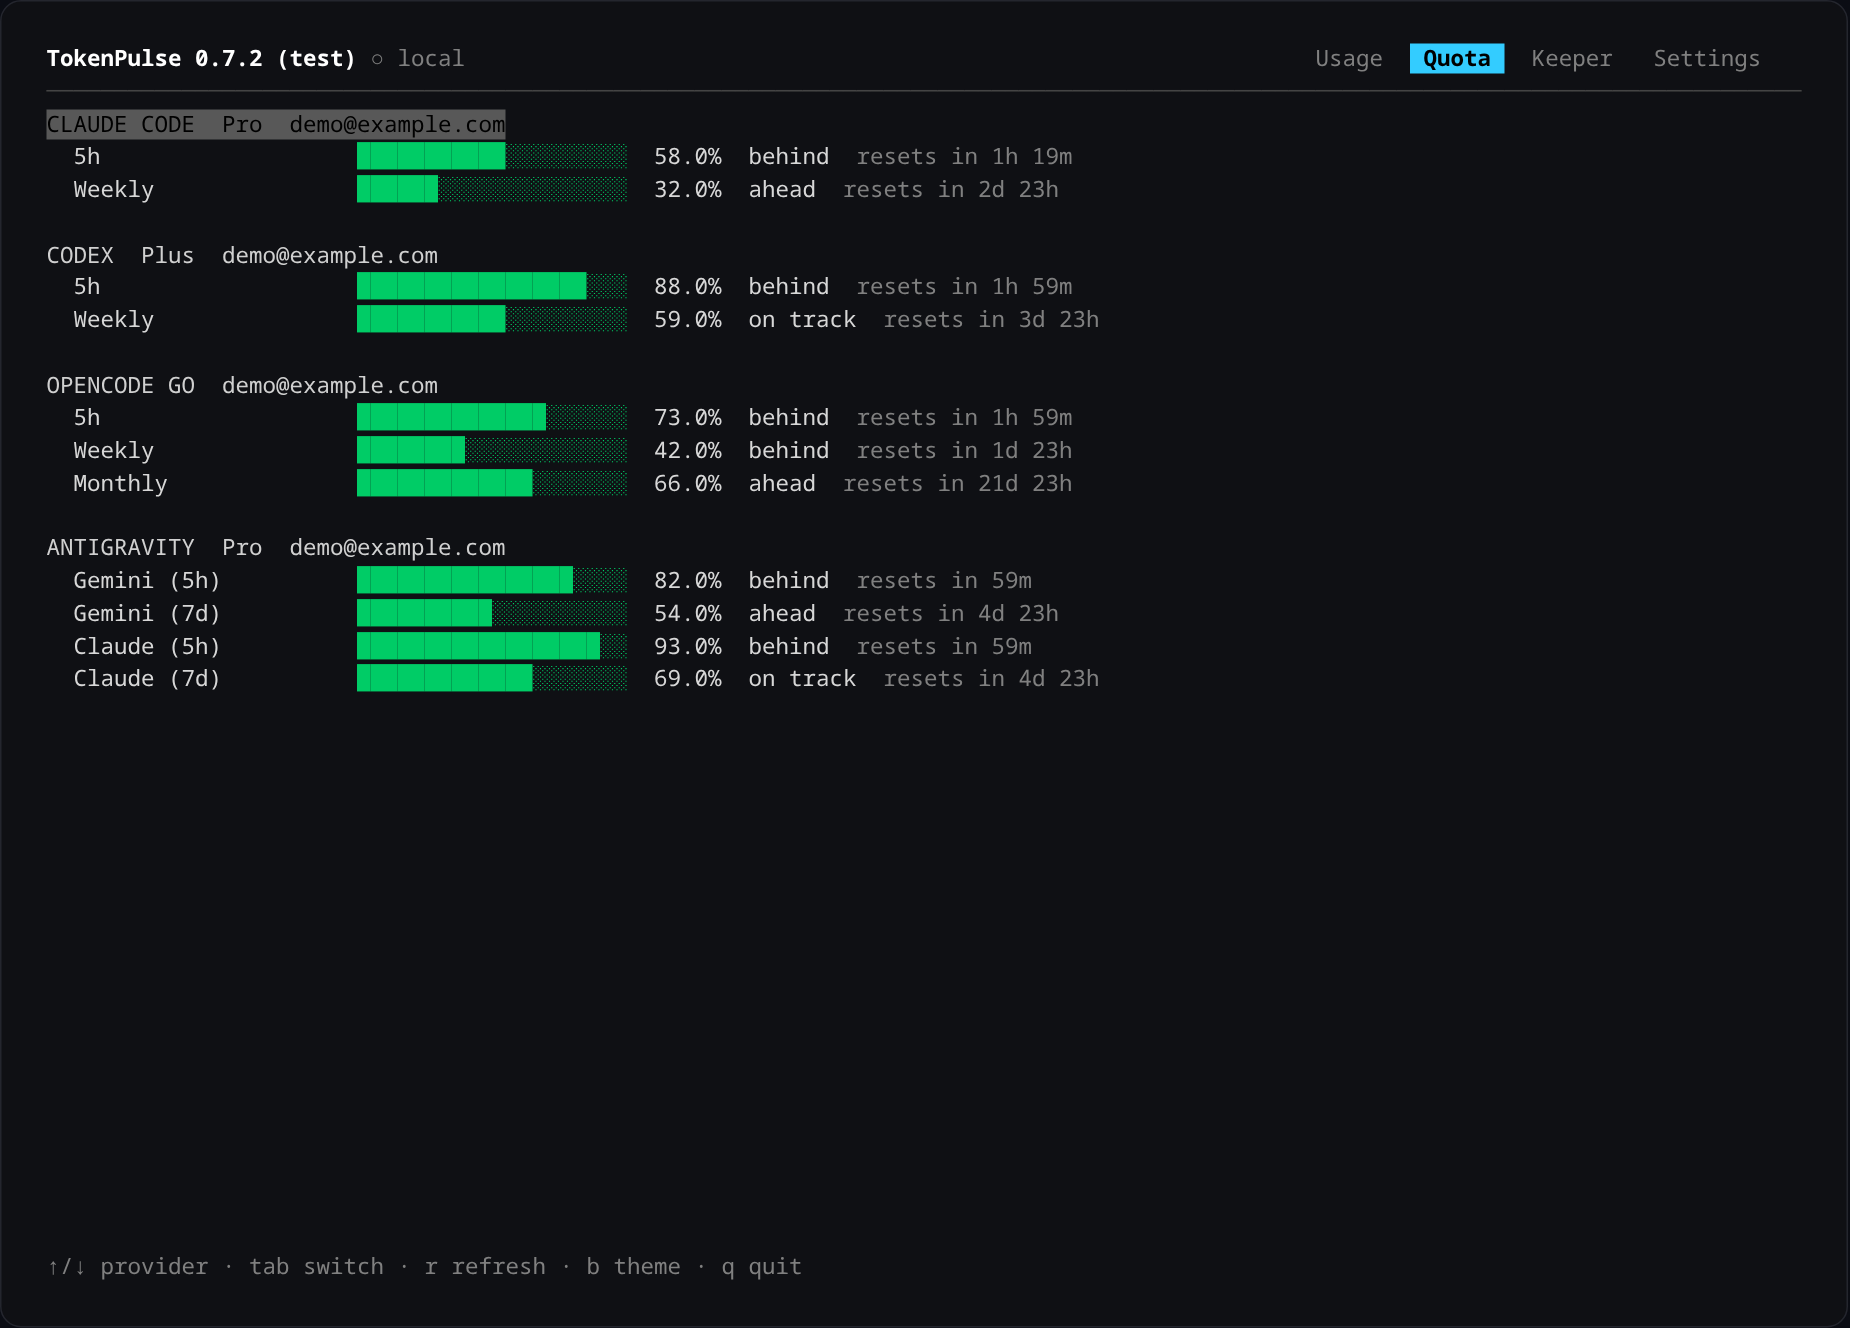 TokenPulse 0.7.2 (test) ○ local Usage Quota Keeper Settings
CLAUDE CODE Pro demo@example.com
5h 58.0% behind resets in 1h 19m
Weekly 32.0% ahead resets in 2d 23h
CODEX Plus demo@example.com
5h 88.0% behind resets in 1h 59m
Weekly 59.0% on track resets in 3d 23h
OPENCODE GO demo@example.com
5h 73.0% behind resets in 1h 59m
Weekly 42.0% behind resets in 1d 23h
Monthly 66.0% ahead resets in 21d 23h
ANTIGRAVITY Pro demo@example.com
Gemini (5h) 82.0% behind resets in 59m
Gemini (7d) 54.0% ahead resets in 4d 23h
Claude (5h) 93.0% behind resets in 59m
Claude (7d) 69.0% on track resets in 4d 23h
↑/↓ provider · tab switch · r refresh · b theme · q quit